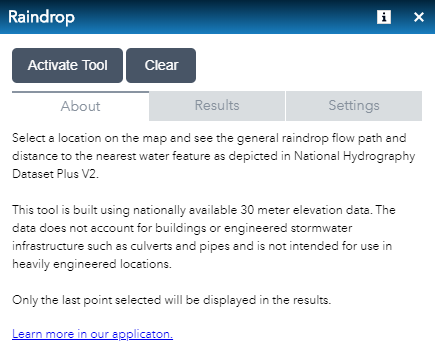 Raindrop
Activate Tool Clear
About Results Settings
Select a location on the map and see the general raindrop flow path and
distance to the nearest water feature as depicted in National Hydrography
Dataset Plus V2.
This tool is built using nationally available 30 meter elevation data. The
data does not account for buildings or engineered stormwater
infrastructure such as culverts and pipes and is not intended for use in
heavily engineered locations.
Only the last point selected will be displayed in the results.
Learn more in our applicaton.